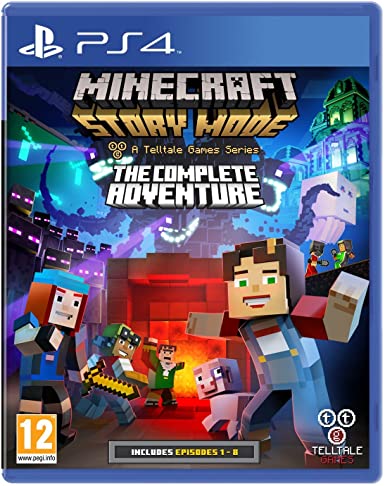 PS4
MINECRAFT
STORY MODE
A Telltale Games Series
THE COMPLETE
ADVENTURE
12
www.pegi.info
INCLUDES EPISODES 1 - 8
ttg
TELLTALE
GAMES